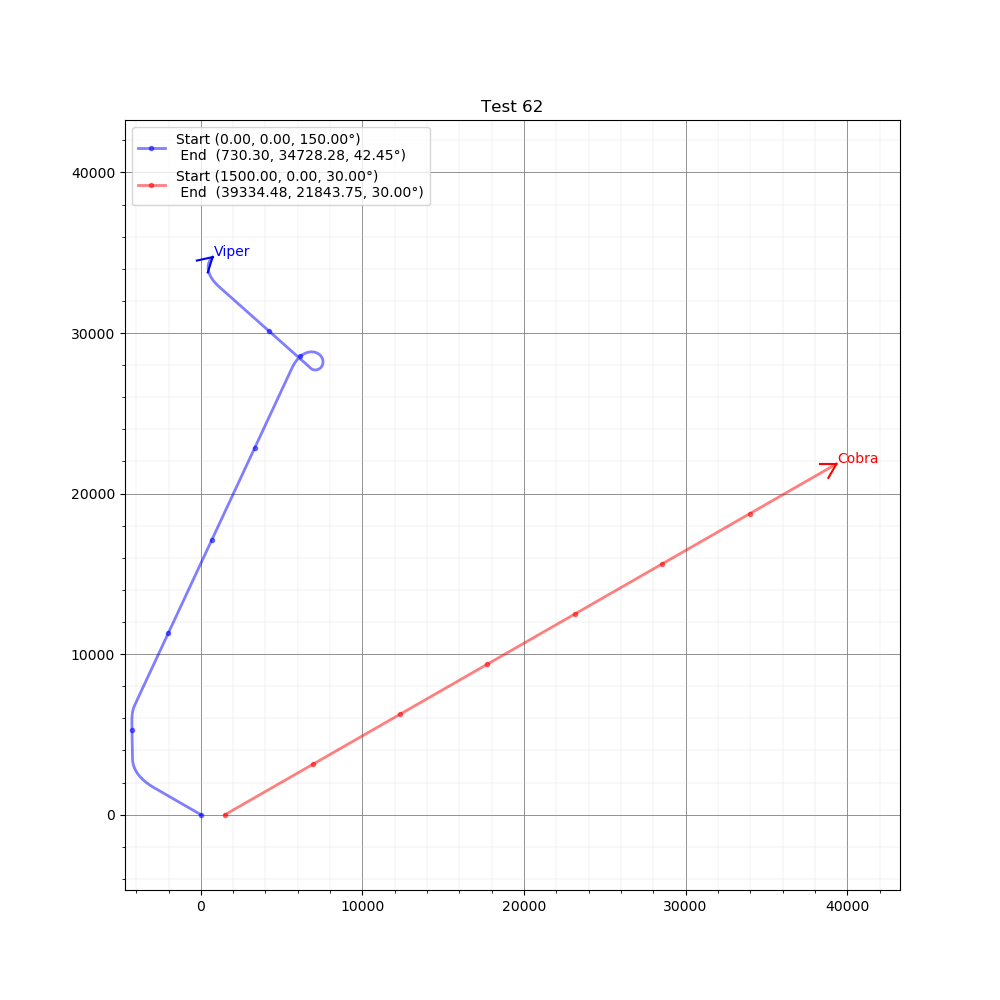 Test 62
Start (0.00, 0.00, 150.00°)
End (730.30, 34728.28, 42.45°)
Start (1500.00, 0.00, 30.00°)
End (39334.48, 21843.75, 30.00°)
40000
Viper
30000
Cobra
20000
10000
0
0 10000 20000 30000 40000